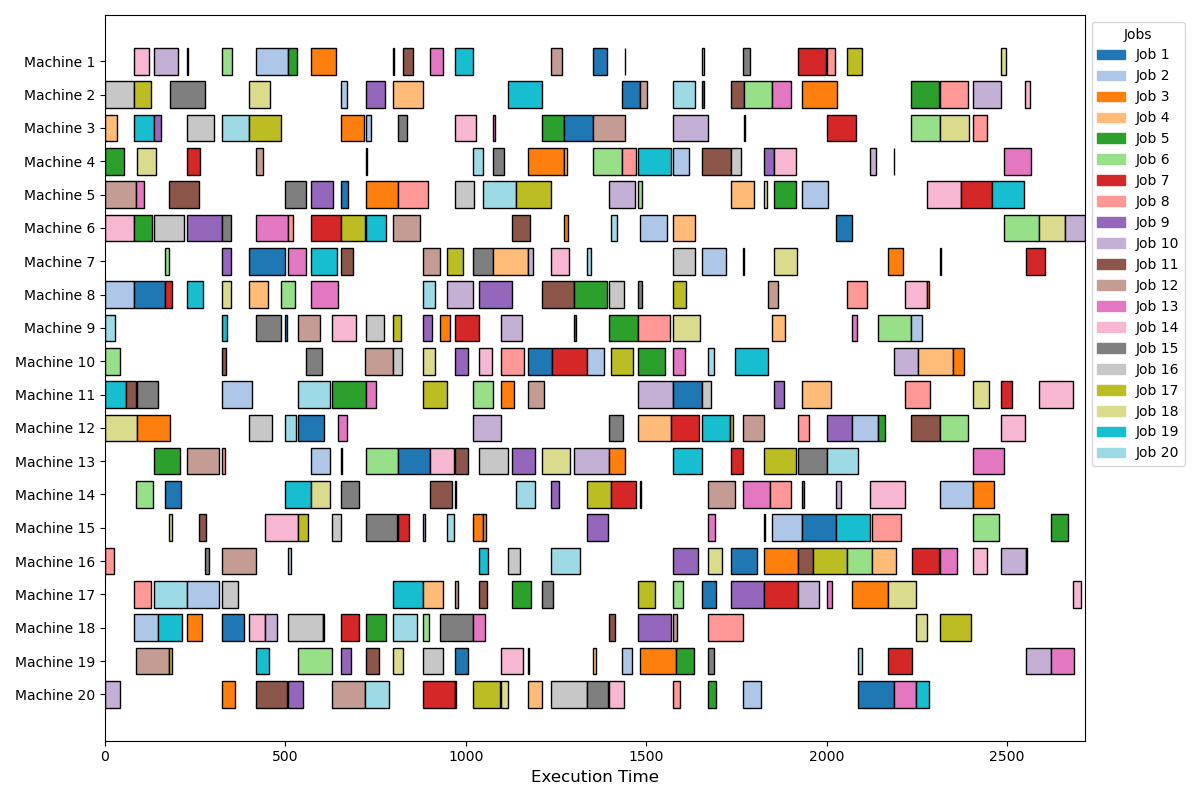 Machine 1
Machine 2
Machine 3
Machine 4
Machine 5
Machine 6
Machine 7
Machine 8
Machine 9
Machine 10
Machine 11
Machine 12
Machine 13
Machine 14
Machine 15
Machine 16
Machine 17
Machine 18
Machine 19
Machine 20
0 500 1000 1500 2000 2500
Execution Time
Jobs
Job 1
Job 2
Job 3
Job 4
Job 5
Job 6
Job 7
Job 8
Job 9
Job 10
Job 11
Job 12
Job 13
Job 14
Job 15
Job 16
Job 17
Job 18
Job 19
Job 20